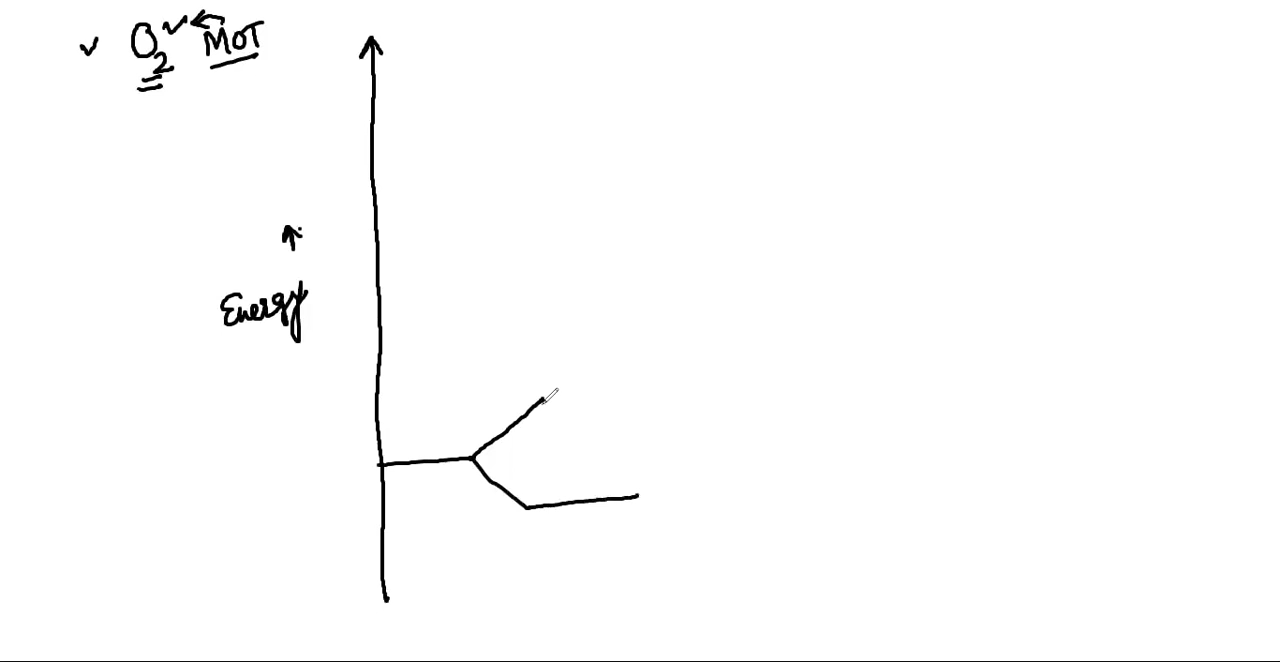 ✓ O₂ ✓ ← MOT
↑
Energy